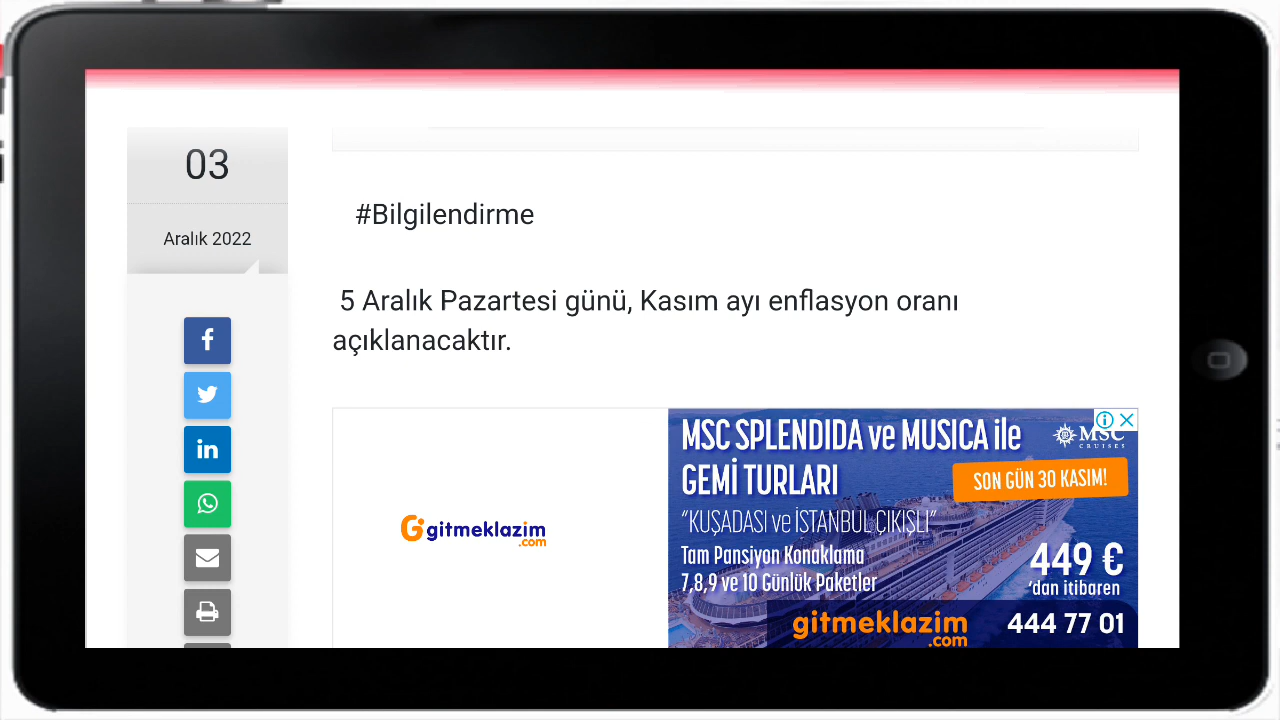 03
Aralık 2022
#Bilgilendirme
5 Aralık Pazartesi günü, Kasım ayı enflasyon oranı
açıklanacaktır.
gitmeklazim
.com
MSC SPLENDIDA ve MUSICA ile
GEMİ TURLARI
MSC
CRUISES
SON GÜN 30 KASIM!
"KUŞADASI ve İSTANBUL ÇIKIŞLI"
Tam Pansiyon Konaklama
7,8,9 ve 10 Günlük Paketler
449 €
'dan itibaren
gitmeklazim
.com
444 77 01